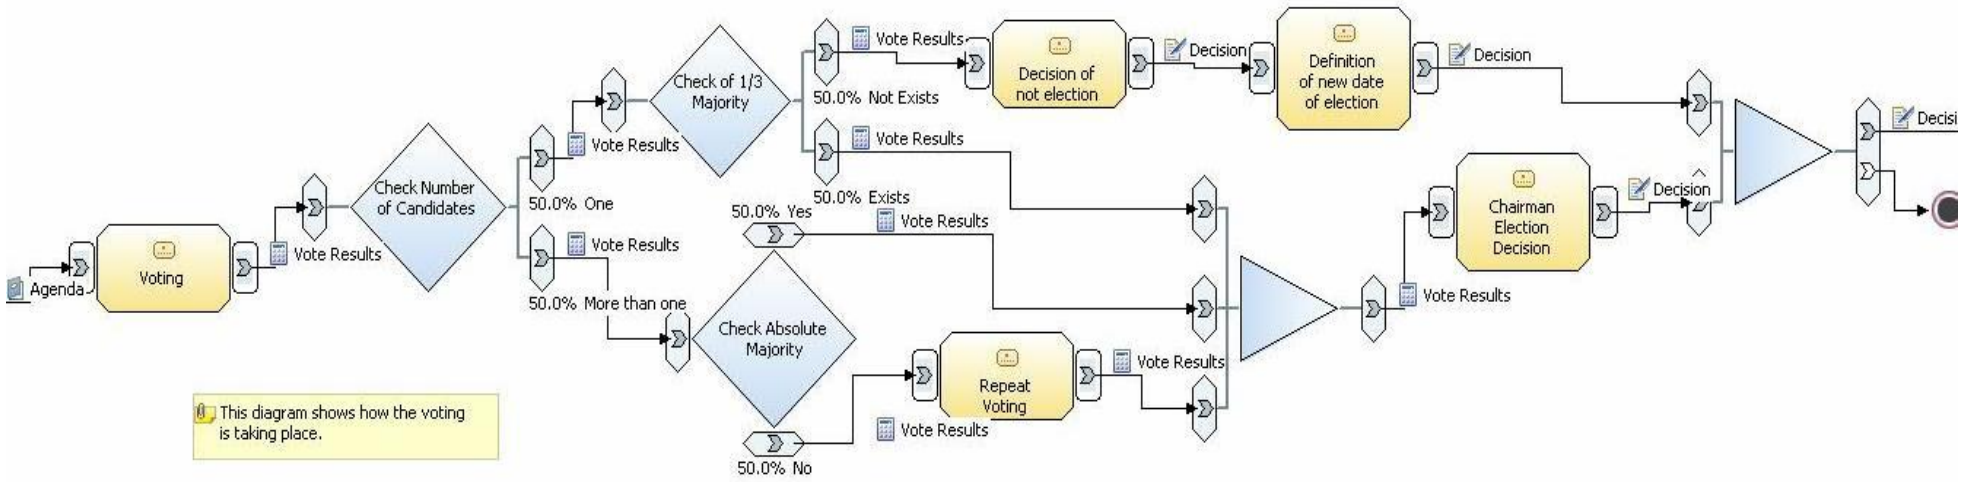 Agenda
Voting
Vote Results
Check Number
of Candidates
50.0% One
Vote Results
50.0% More than one
Vote Results
Check of 1/3
Majority
50.0% Not Exists
Vote Results
50.0% Exists
Vote Results
Decision of
not election
Decision
Definition
of new date
of election
Decision
Check Absolute
Majority
50.0% Yes
Vote Results
50.0% No
Vote Results
Repeat
Voting
Vote Results
Vote Results
Chairman
Election
Decision
Decision
Decisi
This diagram shows how the voting
is taking place.